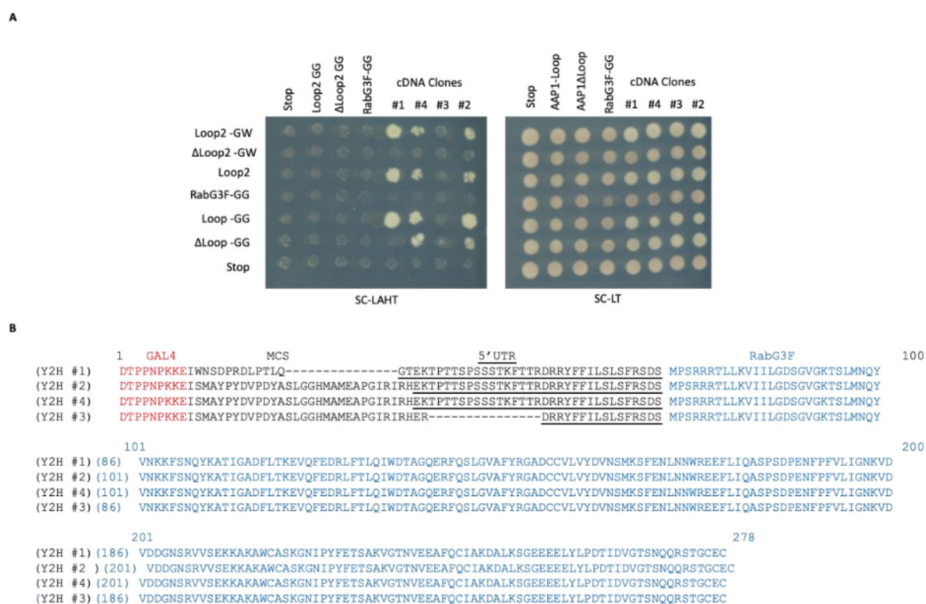 A
Stop Loop2 GG ΔLoop2 GG RabG3F-GG cDNA Clones
#1 #4 #3 #2
Stop AAP1-Loop AAP1ΔLoop RabG3F-GG cDNA Clones
#1 #4 #3 #2
Loop2 -GW
ΔLoop2 -GW
Loop2
RabG3F-GG
Loop -GG
ΔLoop -GG
Stop
SC-LAHT SC-LT
B
1 GAL4 MCS 5'UTR RabG3F 100
(Y2H #1) DTPPNPKKEIWNSDPRDLPTLQ---------------GTEKTPTTSPSSSTKFTTRDRRYFFILSLSFRSDS MPSRRRTLLKVIILGDSGVGKTSLMNQY
(Y2H #2) DTPPNPKKEISMAYPYDVPDYASLGGHMAMEAPGIRIRHEKTPTTSPSSSTKFTTRDRRYFFILSLSFRSDS MPSRRRTLLKVIILGDSGVGKTSLMNQY
(Y2H #4) DTPPNPKKEISMAYPYDVPDYASLGGHMAMEAPGIRIRHEKTPTTSPSSSTKFTTRDRRYFFILSLSFRSDS MPSRRRTLLKVIILGDSGVGKTSLMNQY
(Y2H #3) DTPPNPKKEISMAYPYDVPDYASLGGHMAMEAPGIRIRHER---------------DRRYFFILSLSFRSDS MPSRRRTLLKVIILGDSGVGKTSLMNQY
101 200
(Y2H #1) (86) VNKKFSNQYKATIGADFLTKEVQFEDRLFTLQIWDTAGQERFQSLGVAFYRGADCCVLVYDVNSMKSFENLNNWREEFLIQASPSDPENFPFVLIGNKVD
(Y2H #2) (101) VNKKFSNQYKATIGADFLTKEVQFEDRLFTLQIWDTAGQERFQSLGVAFYRGADCCVLVYDVNSMKSFENLNNWREEFLIQASPSDPENFPFVLIGNKVD
(Y2H #4) (101) VNKKFSNQYKATIGADFLTKEVQFEDRLFTLQIWDTAGQERFQSLGVAFYRGADCCVLVYDVNSMKSFENLNNWREEFLIQASPSDPENFPFVLIGNKVD
(Y2H #3) (86) VNKKFSNQYKATIGADFLTKEVQFEDRLFTLQIWDTAGQERFQSLGVAFYRGADCCVLVYDVNSMKSFENLNNWREEFLIQASPSDPENFPFVLIGNKVD
201 278
(Y2H #1) (186) VDDGNSRVVSEKKAKAWCASKGNIPYFETSAKVGTNVEEAFQCIAKDALKSGEEEELYLPDTIDVGTSNQQRSTGCEC
(Y2H #2 ) (201) VDDGNSRVVSEKKAKAWCASKGNIPYFETSAKVGTNVEEAFQCIAKDALKSGEEEELYLPDTIDVGTSNQQRSTGCEC
(Y2H #4) (201) VDDGNSRVVSEKKAKAWCASKGNIPYFETSAKVGTNVEEAFQCIAKDALKSGEEEELYLPDTIDVGTSNQQRSTGCEC
(Y2H #3) (186) VDDGNSRVVSEKKAKAWCASKGNIPYFETSAKVGTNVEEAFQCIAKDALKSGEEEELYLPDTIDVGTSNQQRSTGCEC